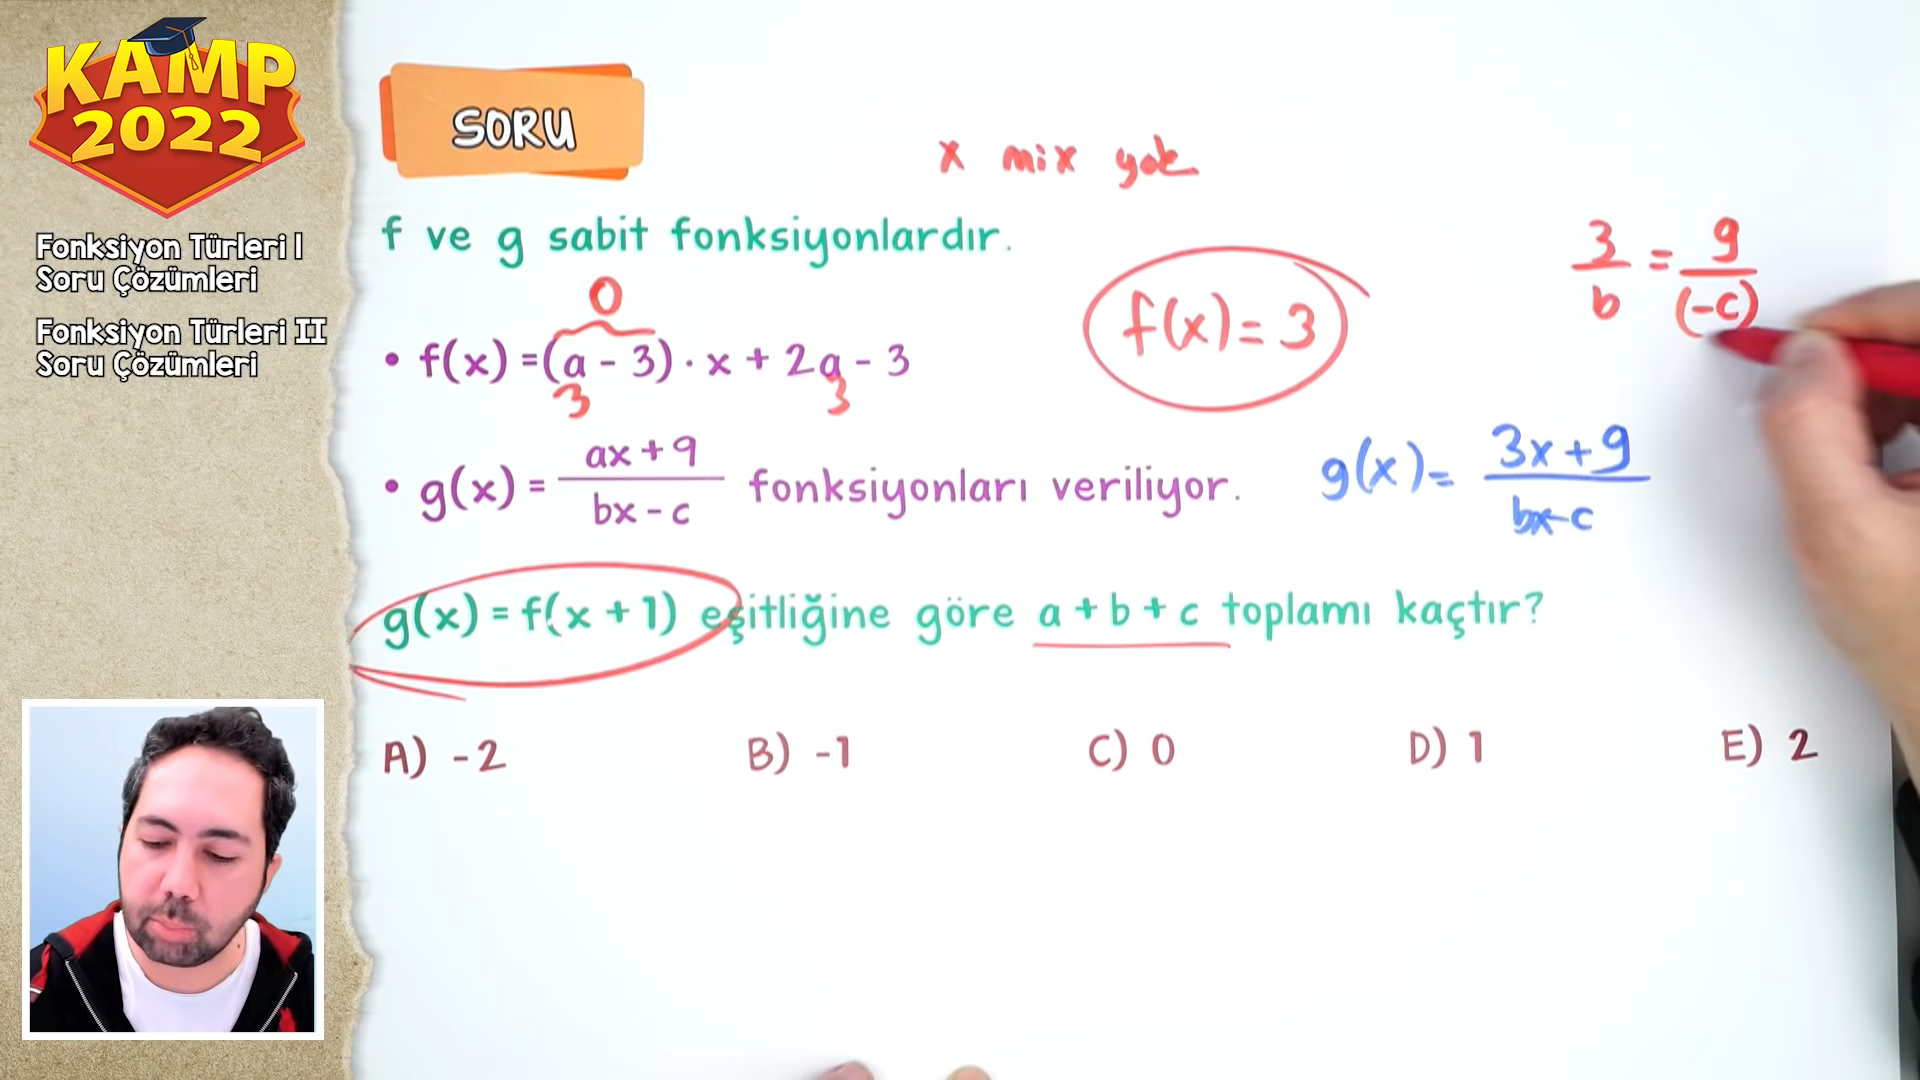 KAMP
2022
Fonksiyon Türleri I
Soru Çözümleri
Fonksiyon Türleri II
Soru Çözümleri
SORU
x mix yok
f ve g sabit fonksiyonlardır.
0
• f(x) = (a - 3) · x + 2a - 3
3 3
f(x) = 3
3/b = 9/(-c)
• g(x) = (ax + 9)/(bx - c) fonksiyonları veriliyor.
g(x) = (3x + 9)/(bx - c)
g(x) = f(x + 1) eşitliğine göre a + b + c toplamı kaçtır?
A) -2 B) -1 C) 0 D) 1 E) 2